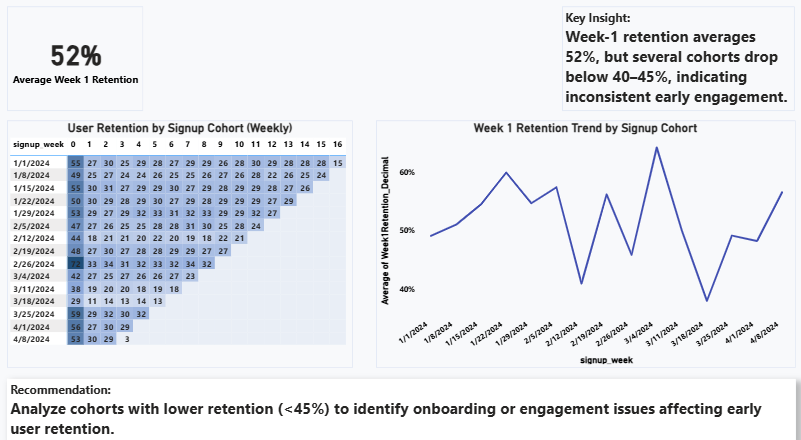 52%
Average Week 1 Retention
Key Insight:
Week-1 retention averages
52%, but several cohorts drop
below 40–45%, indicating
inconsistent early engagement.
User Retention by Signup Cohort (Weekly)
signup_week 0 1 2 3 4 5 6 7 8 9 10 11 12 13 14 15 16
1/1/2024 55 27 30 25 29 28 27 29 29 26 28 30 29 28 28 28 15
1/8/2024 49 25 27 24 24 26 25 25 26 27 26 28 22 26 25 24
1/15/2024 55 30 31 27 29 29 30 27 29 28 29 29 28 27 26
1/22/2024 50 30 29 28 29 30 27 29 29 28 29 27 27 29
1/29/2024 53 29 27 29 32 33 31 32 33 29 29 32 27
2/5/2024 47 27 26 25 25 28 28 31 30 25 28 24
2/12/2024 44 18 21 21 20 22 20 19 18 22 21
2/19/2024 48 27 30 27 28 28 29 29 27 27
2/26/2024 72 33 34 31 32 33 32 34 32
3/4/2024 42 27 25 27 26 26 27 23
3/11/2024 38 19 20 20 18 19 18
3/18/2024 29 11 14 13 14 13
3/25/2024 59 29 32 30 32
4/1/2024 56 27 30 29
4/8/2024 53 30 29 3
Week 1 Retention Trend by Signup Cohort
Average of Week1Retention_Decimal
60%
50%
40%
1/1/2024 1/8/2024 1/15/2024 1/22/2024 1/29/2024 2/5/2024 2/12/2024 2/19/2024 2/26/2024 3/4/2024 3/11/2024 3/18/2024 3/25/2024 4/1/2024 4/8/2024
signup_week
Recommendation:
Analyze cohorts with lower retention (<45%) to identify onboarding or engagement issues affecting early
user retention.